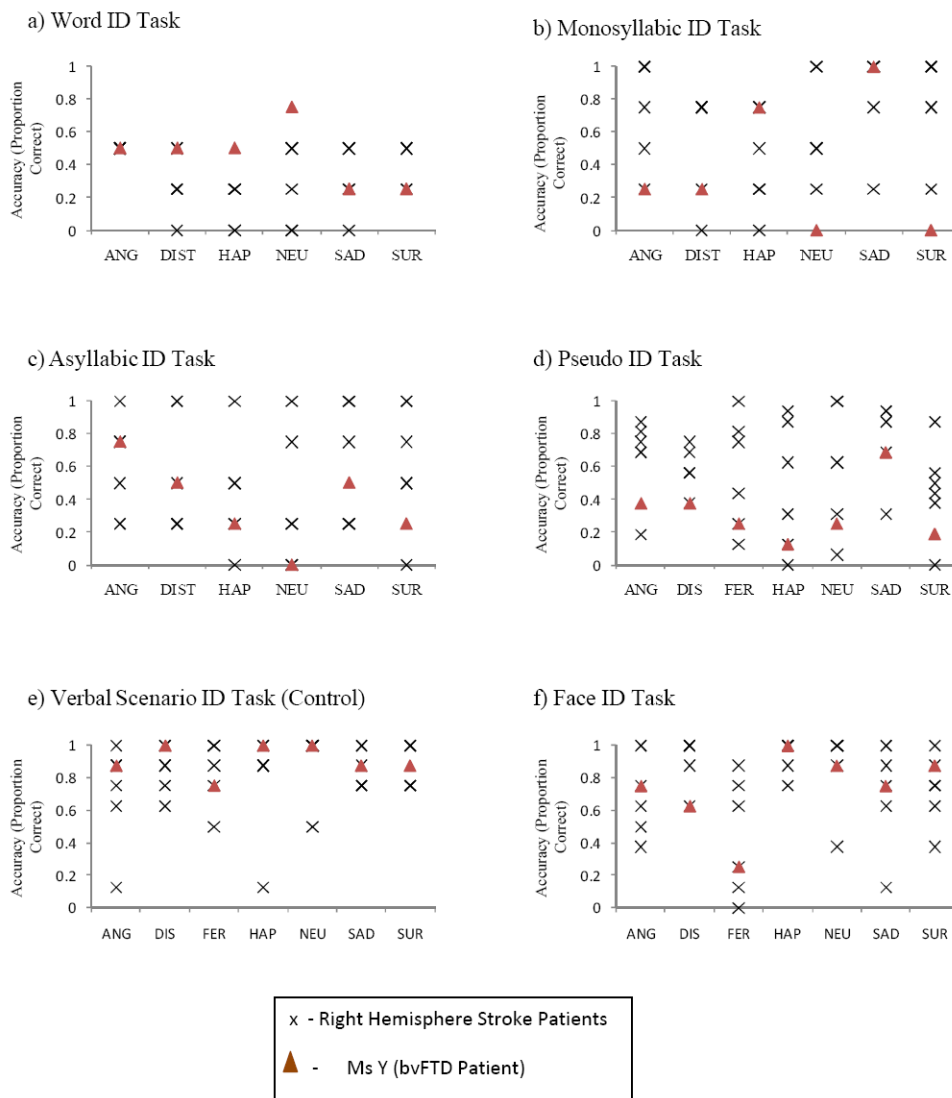 a) Word ID Task
Accuracy (Proportion
Correct)
1
0.8
0.6
0.4
0.2
0
ANG DIST HAP NEU SAD SUR
b) Monosyllabic ID Task
Accuracy (Proportion
Correct)
1
0.8
0.6
0.4
0.2
0
ANG DIST HAP NEU SAD SUR
c) Asyllabic ID Task
Accuracy (Proportion
Correct)
1
0.8
0.6
0.4
0.2
0
ANG DIST HAP NEU SAD SUR
d) Pseudo ID Task
Accuracy (Proportion
Correct)
1
0.8
0.6
0.4
0.2
0
ANG DIS FER HAP NEU SAD SUR
e) Verbal Scenario ID Task (Control)
Accuracy (Proportion
Correct)
1
0.8
0.6
0.4
0.2
0
ANG DIS FER HAP NEU SAD SUR
f) Face ID Task
Accuracy (Proportion
Correct)
1
0.8
0.6
0.4
0.2
0
ANG DIS FER HAP NEU SAD SUR
x - Right Hemisphere Stroke Patients
- Ms Y (bvFTD Patient)